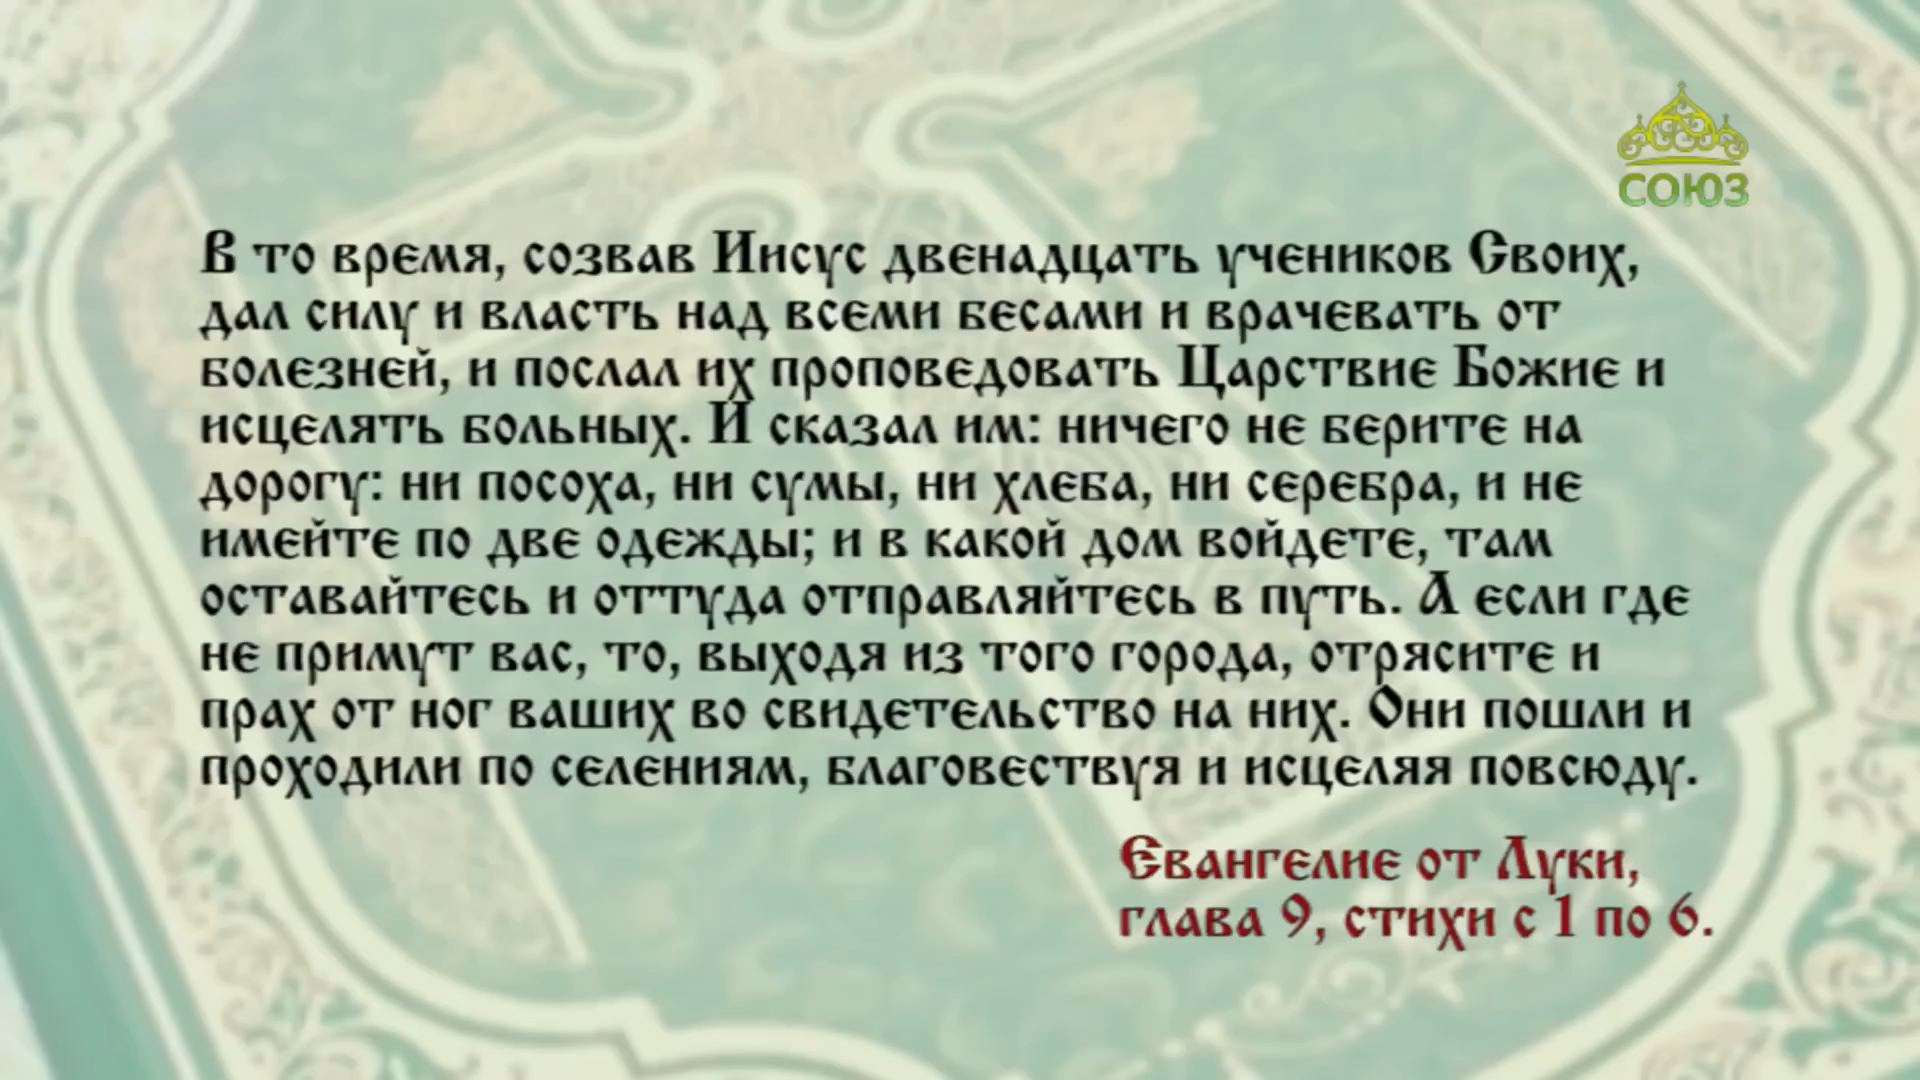 СОЮЗ
В то время, созвав Иисус двенадцать учеников Своих,
дал силу и власть над всеми бесами и врачевать от
болезней, и послал их проповедовать Царствие Божие и
исцелять больных. И сказал им: ничего не берите на
дорогу: ни посоха, ни сумы, ни хлеба, ни серебра, и не
имейте по две одежды; и в какой дом войдете, там
оставайтесь и оттуда отправляйтесь в путь. А если где
не примут вас, то, выходя из того города, отрясите и
прах от ног ваших во свидетельство на них. Они пошли и
проходили по селениям, благовествуя и исцеляя повсюду.
Евангелие от Луки,
глава 9, стихи с 1 по 6.